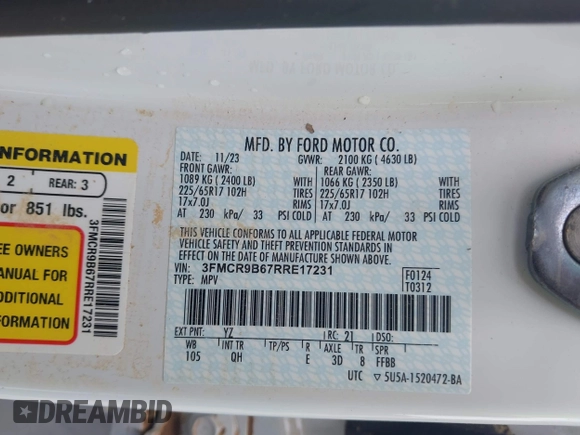 NFORMATION
2 REAR: 3
or 851 lbs.
EE OWNERS
ANUAL FOR
DDITIONAL
RMATION
3FMCR9B67RRE17231
MFD. BY FORD MOTOR CO.
11/23 GVWR: 2100 KG ( 4630 LB)
FRONT GAWR: REAR GAWR:
1089 KG ( 2400 LB) 1066 KG ( 2350 LB)
225/65R17 102H TIRES 225/65R17 102H TIRES
17x7.0J RIMS 17x7.0J RIMS
AT 230 kPa/ 33 PSI COLD AT 230 kPa/ 33 PSI COLD
THIS VEHICLE CONFORMS TO ALL APPLICABLE FEDERAL MOTOR
VEHICLE SAFETY AND THEFT PREVENTION STANDARDS IN
EFFECT ON THE DATE OF MANUFACTURE SHOWN ABOVE.
VIN: 3FMCR9B67RRE17231
TYPE: MPV
F0124
T0312
EXT PNT: YZ RC: 21 DSO:
WB INT TR TP/PS R AXLE TR SPR
105 QH E 3D 8 FFBB
UTC ▽ 5U5A-1520472-BA
DREAMBID